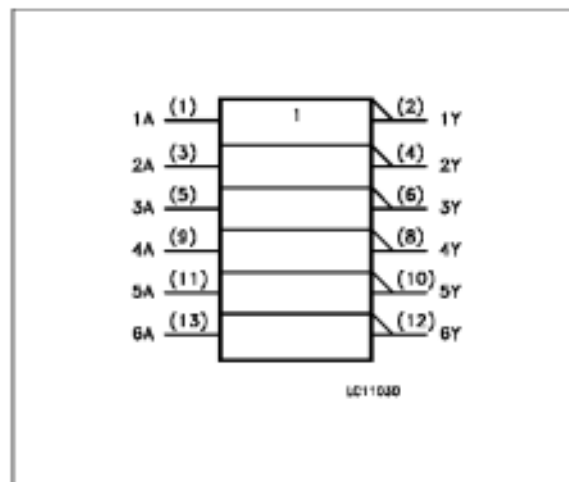 1A (1) 1 (2) 1Y
2A (3) (4) 2Y
3A (5) (6) 3Y
4A (9) (8) 4Y
5A (11) (10) 5Y
6A (13) (12) 6Y
LC11030